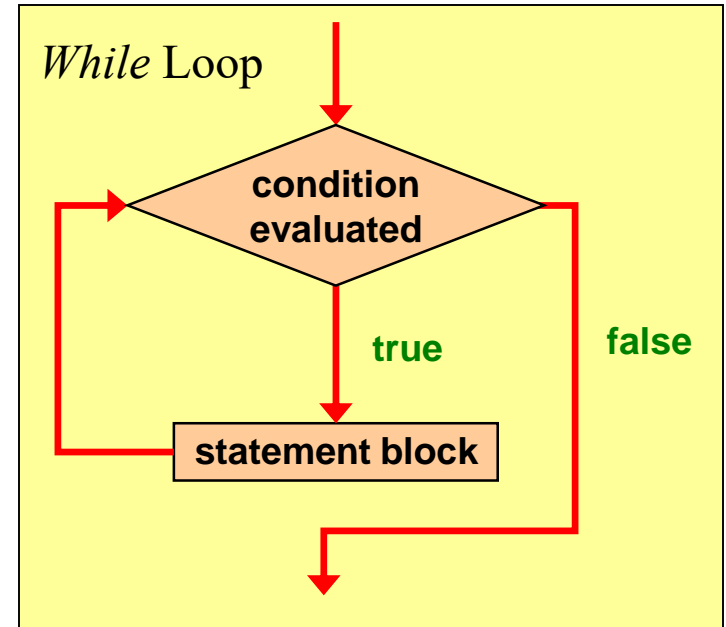 While Loop
condition
evaluated
true
false
statement block